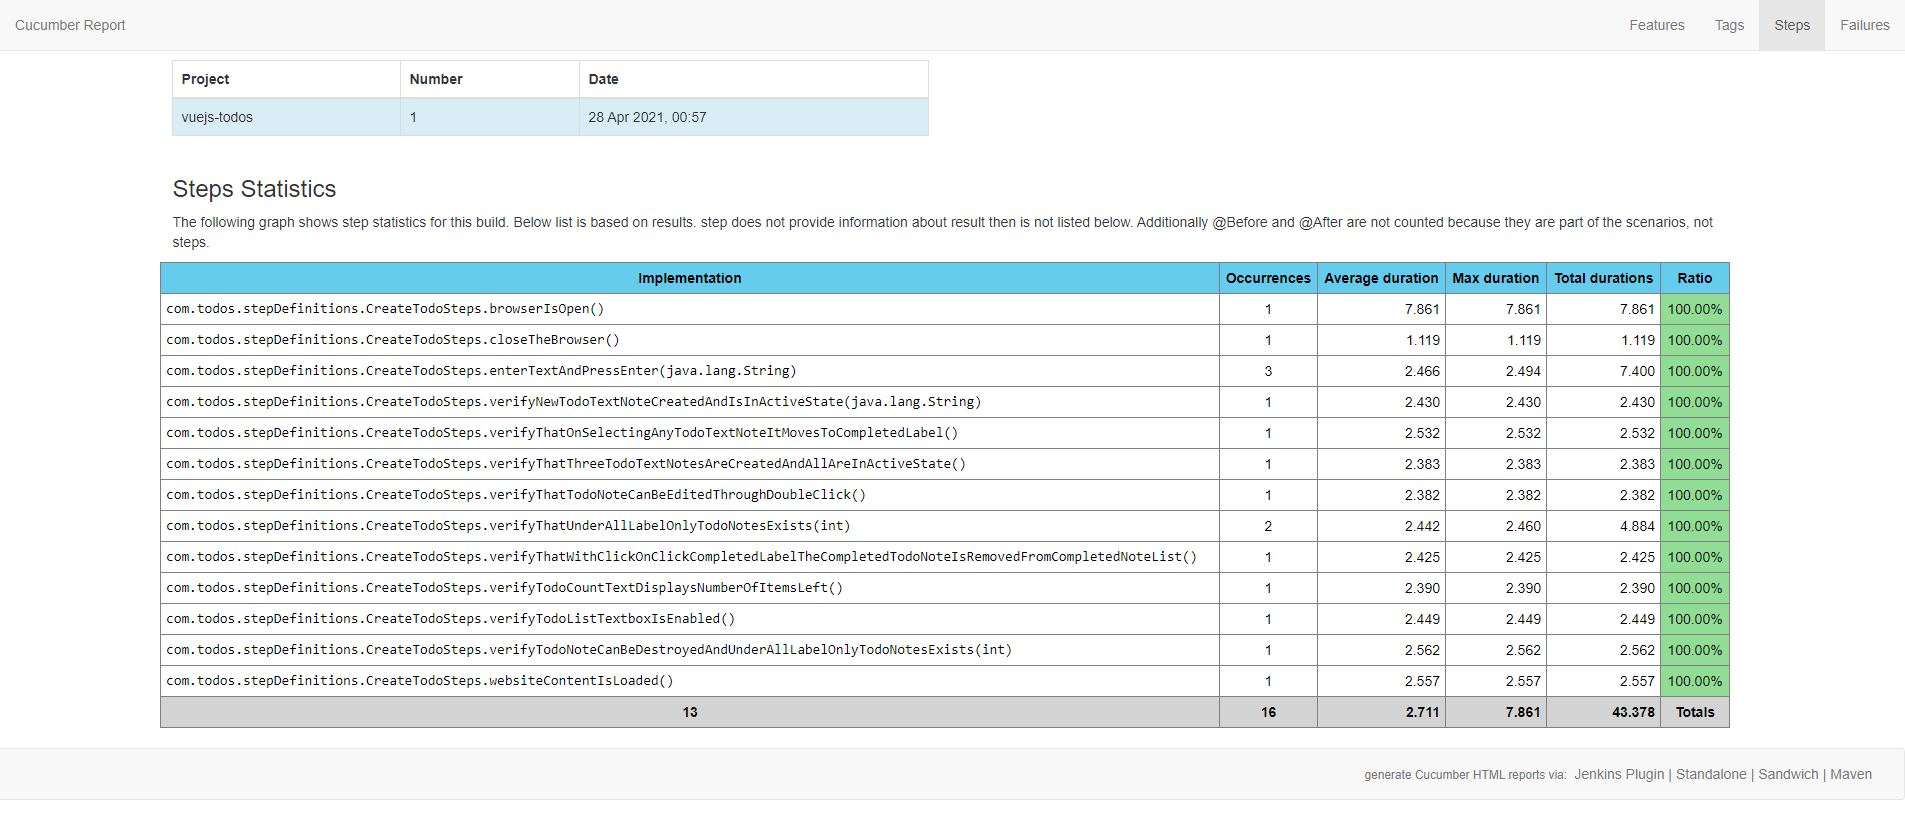 Cucumber Report Features Tags Steps Failures
Project Number Date
vuejs-todos 1 28 Apr 2021, 00:57
Steps Statistics
The following graph shows step statistics for this build. Below list is based on results. step does not provide information about result then is not listed below. Additionally @Before and @After are not counted because they are part of the scenarios, not
steps.
Implementation Occurrences Average duration Max duration Total durations Ratio
com.todos.stepDefinitions.CreateTodoSteps.browserIsOpen() 1 7.861 7.861 7.861 100.00%
com.todos.stepDefinitions.CreateTodoSteps.closeTheBrowser() 1 1.119 1.119 1.119 100.00%
com.todos.stepDefinitions.CreateTodoSteps.enterTextAndPressEnter(java.lang.String) 3 2.466 2.494 7.400 100.00%
com.todos.stepDefinitions.CreateTodoSteps.verifyNewTodoTextNoteCreatedAndIsInActiveState(java.lang.String) 1 2.430 2.430 2.430 100.00%
com.todos.stepDefinitions.CreateTodoSteps.verifyThatOnSelectingAnyTodoTextNoteItMovesToCompletedLabel() 1 2.532 2.532 2.532 100.00%
com.todos.stepDefinitions.CreateTodoSteps.verifyThatThreeTodoTextNotesAreCreatedAndAllAreInActiveState() 1 2.383 2.383 2.383 100.00%
com.todos.stepDefinitions.CreateTodoSteps.verifyThatTodoNoteCanBeEditedThroughDoubleClick() 1 2.382 2.382 2.382 100.00%
com.todos.stepDefinitions.CreateTodoSteps.verifyThatUnderAllLabelOnlyTodoNotesExists(int) 2 2.442 2.460 4.884 100.00%
com.todos.stepDefinitions.CreateTodoSteps.verifyThatWithClickOnClickCompletedLabelTheCompletedTodoNoteIsRemovedFromCompletedNoteList() 1 2.425 2.425 2.425 100.00%
com.todos.stepDefinitions.CreateTodoSteps.verifyTodoCountTextDisplaysNumberOfItemsLeft() 1 2.390 2.390 2.390 100.00%
com.todos.stepDefinitions.CreateTodoSteps.verifyTodoListTextboxIsEnabled() 1 2.449 2.449 2.449 100.00%
com.todos.stepDefinitions.CreateTodoSteps.verifyTodoNoteCanBeDestroyedAndUnderAllLabelOnlyTodoNotesExists(int) 1 2.562 2.562 2.562 100.00%
com.todos.stepDefinitions.CreateTodoSteps.websiteContentIsLoaded() 1 2.557 2.557 2.557 100.00%
13 16 2.711 7.861 43.378 Totals
generate Cucumber HTML reports via: Jenkins Plugin | Standalone | Sandwich | Maven